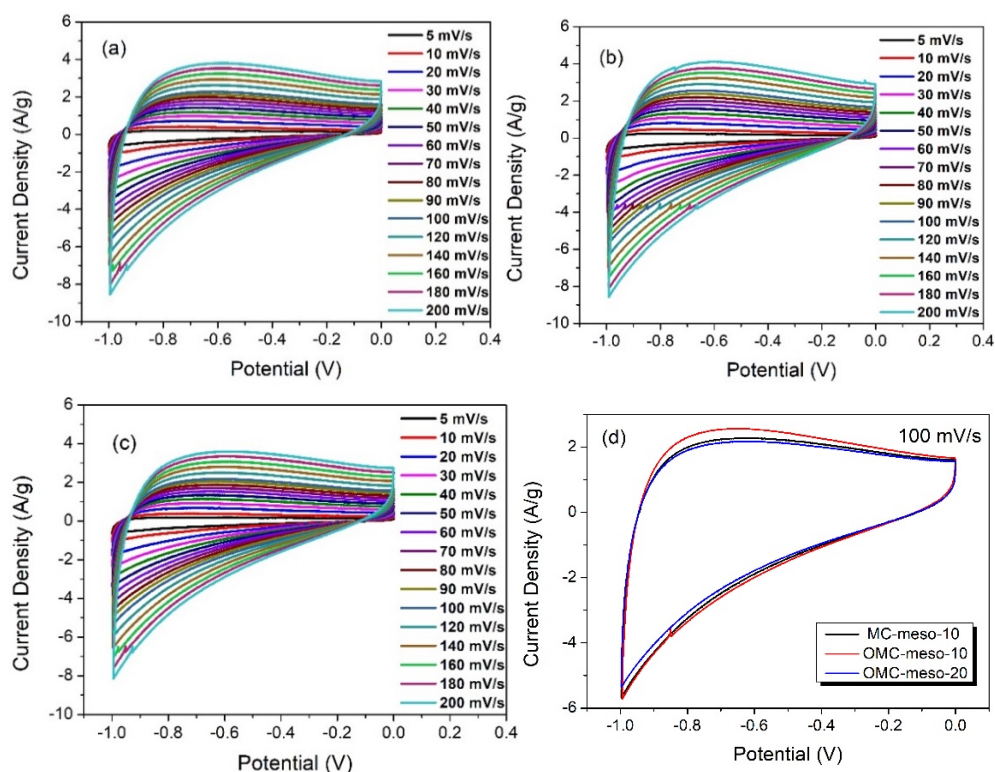 (a)
5 mV/s
10 mV/s
20 mV/s
30 mV/s
40 mV/s
50 mV/s
60 mV/s
70 mV/s
80 mV/s
90 mV/s
100 mV/s
120 mV/s
140 mV/s
160 mV/s
180 mV/s
200 mV/s
6
4
2
0
-2
-4
-6
-8
-10
Current Density (A/g)
-1.0 -0.8 -0.6 -0.4 -0.2 0.0 0.2 0.4
Potential (V)
(b)
5 mV/s
10 mV/s
20 mV/s
30 mV/s
40 mV/s
50 mV/s
60 mV/s
70 mV/s
80 mV/s
90 mV/s
100 mV/s
120 mV/s
140 mV/s
160 mV/s
180 mV/s
200 mV/s
6
4
2
0
-2
-4
-6
-8
-10
Current Density (A/g)
-1.0 -0.8 -0.6 -0.4 -0.2 0.0 0.2 0.4
Potential (V)
(c)
5 mV/s
10 mV/s
20 mV/s
30 mV/s
40 mV/s
50 mV/s
60 mV/s
70 mV/s
80 mV/s
90 mV/s
100 mV/s
120 mV/s
140 mV/s
160 mV/s
180 mV/s
200 mV/s
6
4
2
0
-2
-4
-6
-8
-10
Current Density (A/g)
-1.0 -0.8 -0.6 -0.4 -0.2 0.0 0.2 0.4
Potential (V)
(d)
100 mV/s
2
0
-2
-4
-6
Current Density (A/g)
MC-meso-10
OMC-meso-10
OMC-meso-20
-1.0 -0.8 -0.6 -0.4 -0.2 0.0
Potential (V)